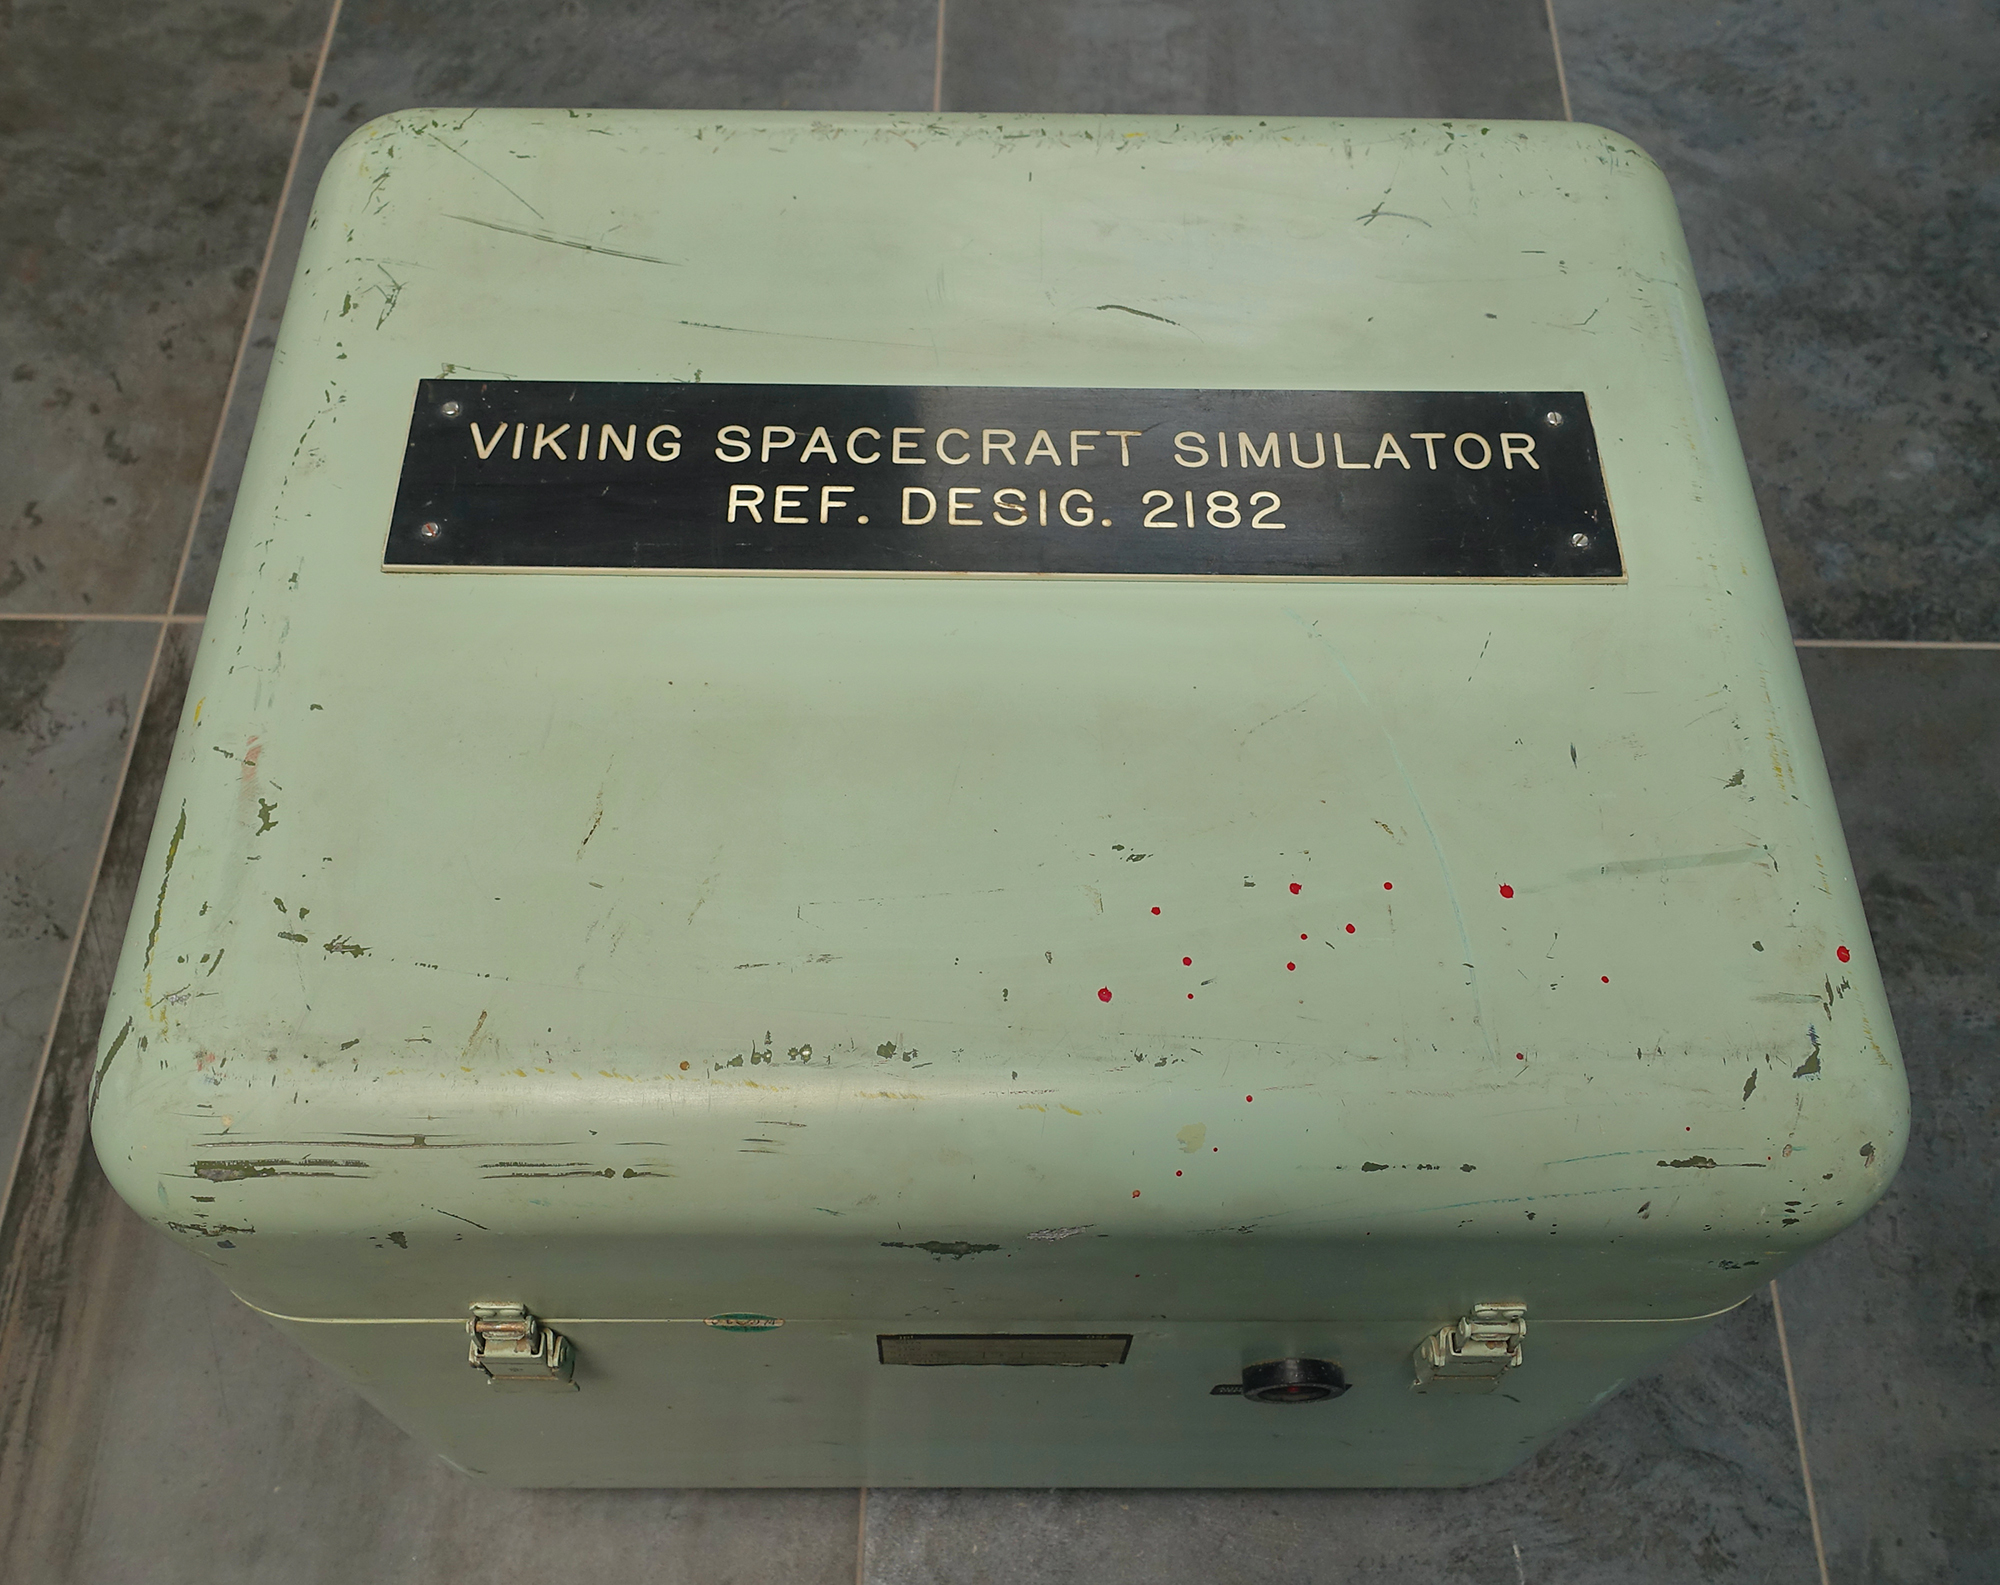 VIKING SPACECRAFT SIMULATOR
REF. DESIG. 2182